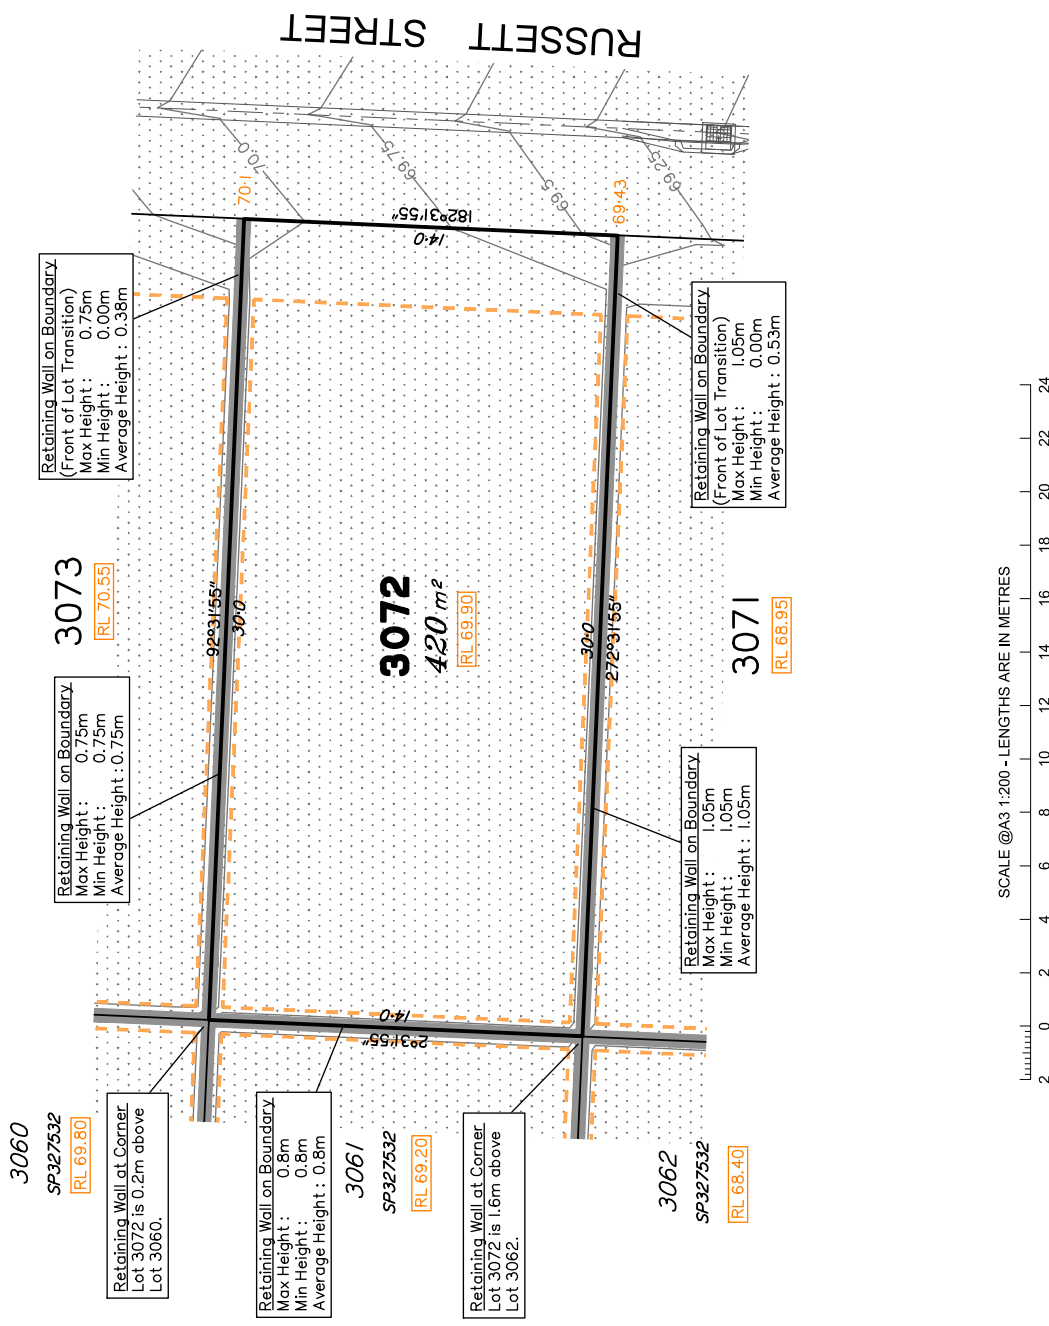 RUSSETT STREET
70.0
69.75
69.5
69.25
70·1
69·43
182°31'55"
14·0
Retaining Wall on Boundary
(Front of Lot Transition)
Max Height : 0.75m
Min Height : 0.00m
Average Height : 0.38m
Retaining Wall on Boundary
(Front of Lot Transition)
Max Height : 1.05m
Min Height : 0.00m
Average Height : 0.53m
3073
RL 70.55
92°31'55"
30·0
3072
420 m²
RL 69.90
30·0
272°31'55"
3071
RL 68.95
Retaining Wall on Boundary
Max Height : 0.75m
Min Height : 0.75m
Average Height : 0.75m
Retaining Wall on Boundary
Max Height : 1.05m
Min Height : 1.05m
Average Height : 1.05m
14·0
2°31'55"
3060
SP327532
RL 69.80
Retaining Wall at Corner
Lot 3072 is 0.2m above
Lot 3060.
Retaining Wall on Boundary
Max Height : 0.8m
Min Height : 0.8m
Average Height : 0.8m
3061
SP327532
RL 69.20
Retaining Wall at Corner
Lot 3072 is 1.6m above
Lot 3062.
3062
SP327532
RL 68.40
SCALE @A3 1:200 - LENGTHS ARE IN METRES
2 0 2 4 6 8 10 12 14 16 18 20 22 24